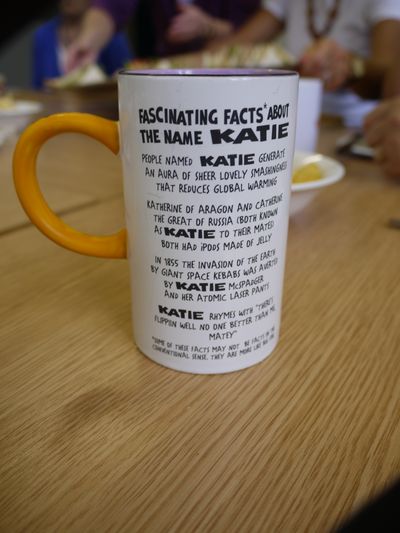 FASCINATING FACTS* ABOUT
THE NAME KATIE
PEOPLE NAMED KATIE GENERATE
AN AURA OF SHEER LOVELY SMASHINGNESS
THAT REDUCES GLOBAL WARMING
KATHERINE OF ARAGON AND CATHERINE
THE GREAT OF RUSSIA (BOTH KNOWN
AS KATIE TO THEIR MATES)
BOTH HAD iPODS MADE OF JELLY
IN 1855 THE INVASION OF THE EARTH
BY GIANT SPACE KEBABS WAS AVERTED
BY KATIE McSPADGER
AND HER ATOMIC LASER PANTS
KATIE RHYMES WITH "THERE'S
FLIPPIN WELL NO ONE BETTER THAN ME,
MATEY"
*SOME OF THESE FACTS MAY NOT BE FACTS IN THE
CONVENTIONAL SENSE. THEY ARE MORE LIKE